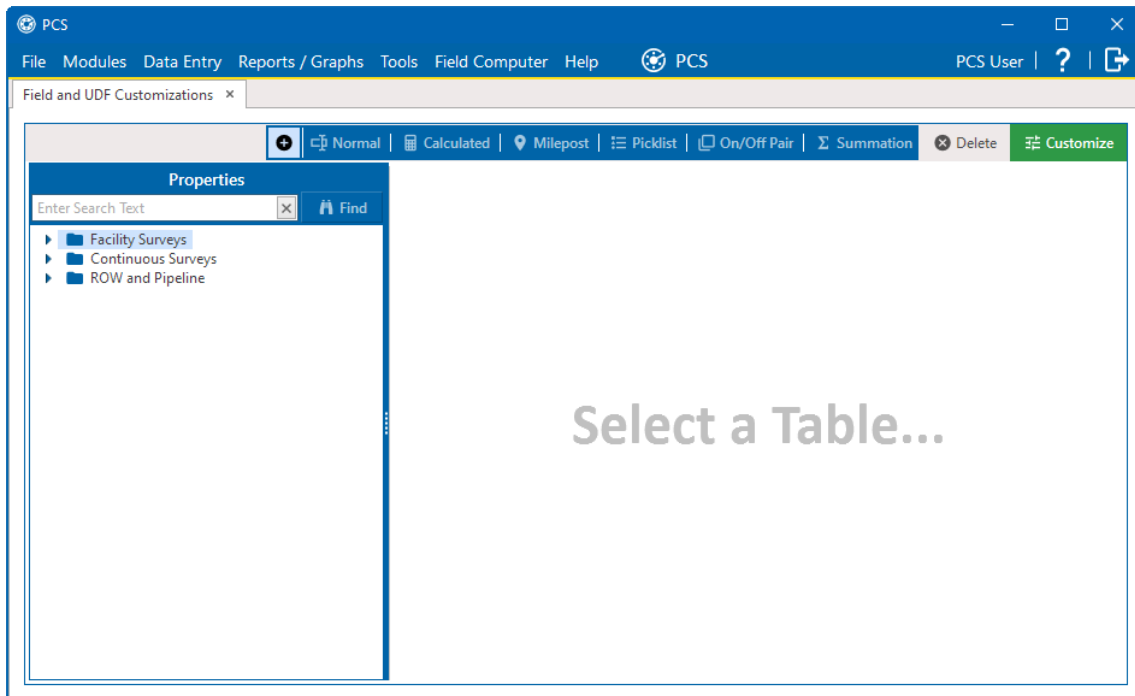 PCS
File Modules Data Entry Reports / Graphs Tools Field Computer Help PCS PCS User | ? |
Field and UDF Customizations ×
Normal | Calculated | Milepost | Picklist | On/Off Pair | Σ Summation Delete Customize
Properties
Enter Search Text Find
Facility Surveys
Continuous Surveys
ROW and Pipeline
Select a Table...